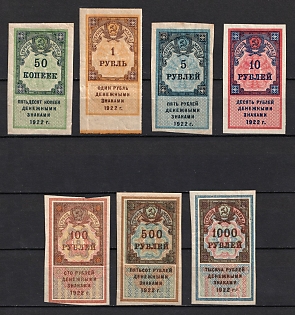 50
КОПЕЕК
ПЯТЬДЕСЯТ КОПЕЕК
ДЕНЕЖНЫМИ
ЗНАКАМИ
1922 г.
1
РУБЛЬ
ОДИН РУБЛЬ
ДЕНЕЖНЫМИ
ЗНАКАМИ
1922 г.
5
РУБЛЕЙ
ПЯТЬ РУБЛЕЙ
ДЕНЕЖНЫМИ
ЗНАКАМИ
1922 г.
10
РУБЛЕЙ
ДЕСЯТЬ РУБЛЕЙ
ДЕНЕЖНЫМИ
ЗНАКАМИ
1922 г.
100
РУБЛЕЙ
СТО РУБЛЕЙ
ДЕНЕЖНЫМИ
ЗНАКАМИ
1922 г.
500
РУБЛЕЙ
ПЯТЬСОТ РУБЛЕЙ
ДЕНЕЖНЫМИ
ЗНАКАМИ
1922 г.
1000
РУБЛЕЙ
ТЫСЯЧА РУБЛЕЙ
ДЕНЕЖНЫМИ
ЗНАКАМИ
1922 г.